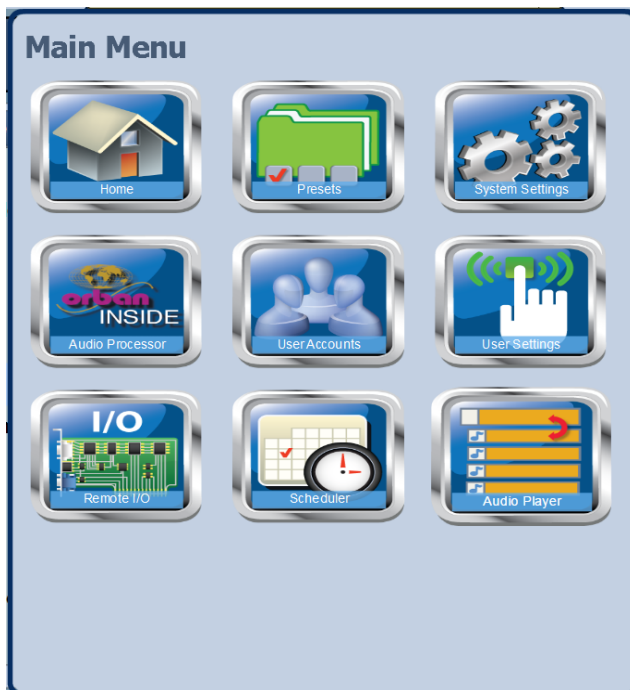 Main Menu
Home
Presets
System Settings
orban
INSIDE
Audio Processor
User Accounts
User Settings
I/O
Remote I/O
Scheduler
Audio Player